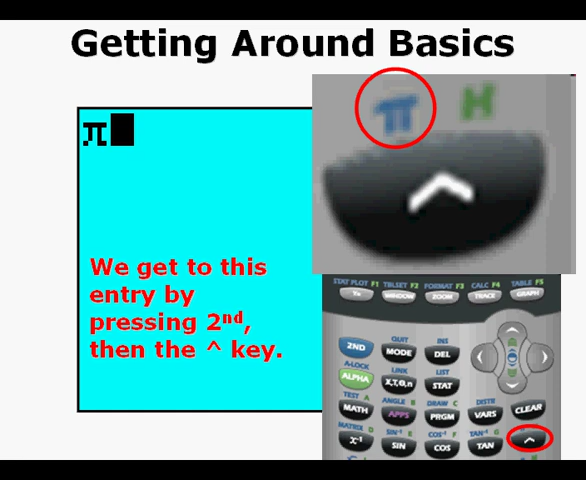 Getting Around Basics
π H
π
We get to this
entry by
pressing 2nd,
then the ^ key.
STAT PLOT F1 TBLSET F2 FORMAT F3 CALC F4 TABLE F5
Y= WINDOW ZOOM TRACE GRAPH
QUIT INS
2ND MODE DEL
A-LOCK LINK LIST
ALPHA X,T,Θ,n STAT
TEST A ANGLE B DRAW C DISTR
MATH APPS PRGM VARS CLEAR
MATRIX D SIN⁻¹ E COS⁻¹ F TAN⁻¹ G
x⁻¹ SIN COS TAN ^